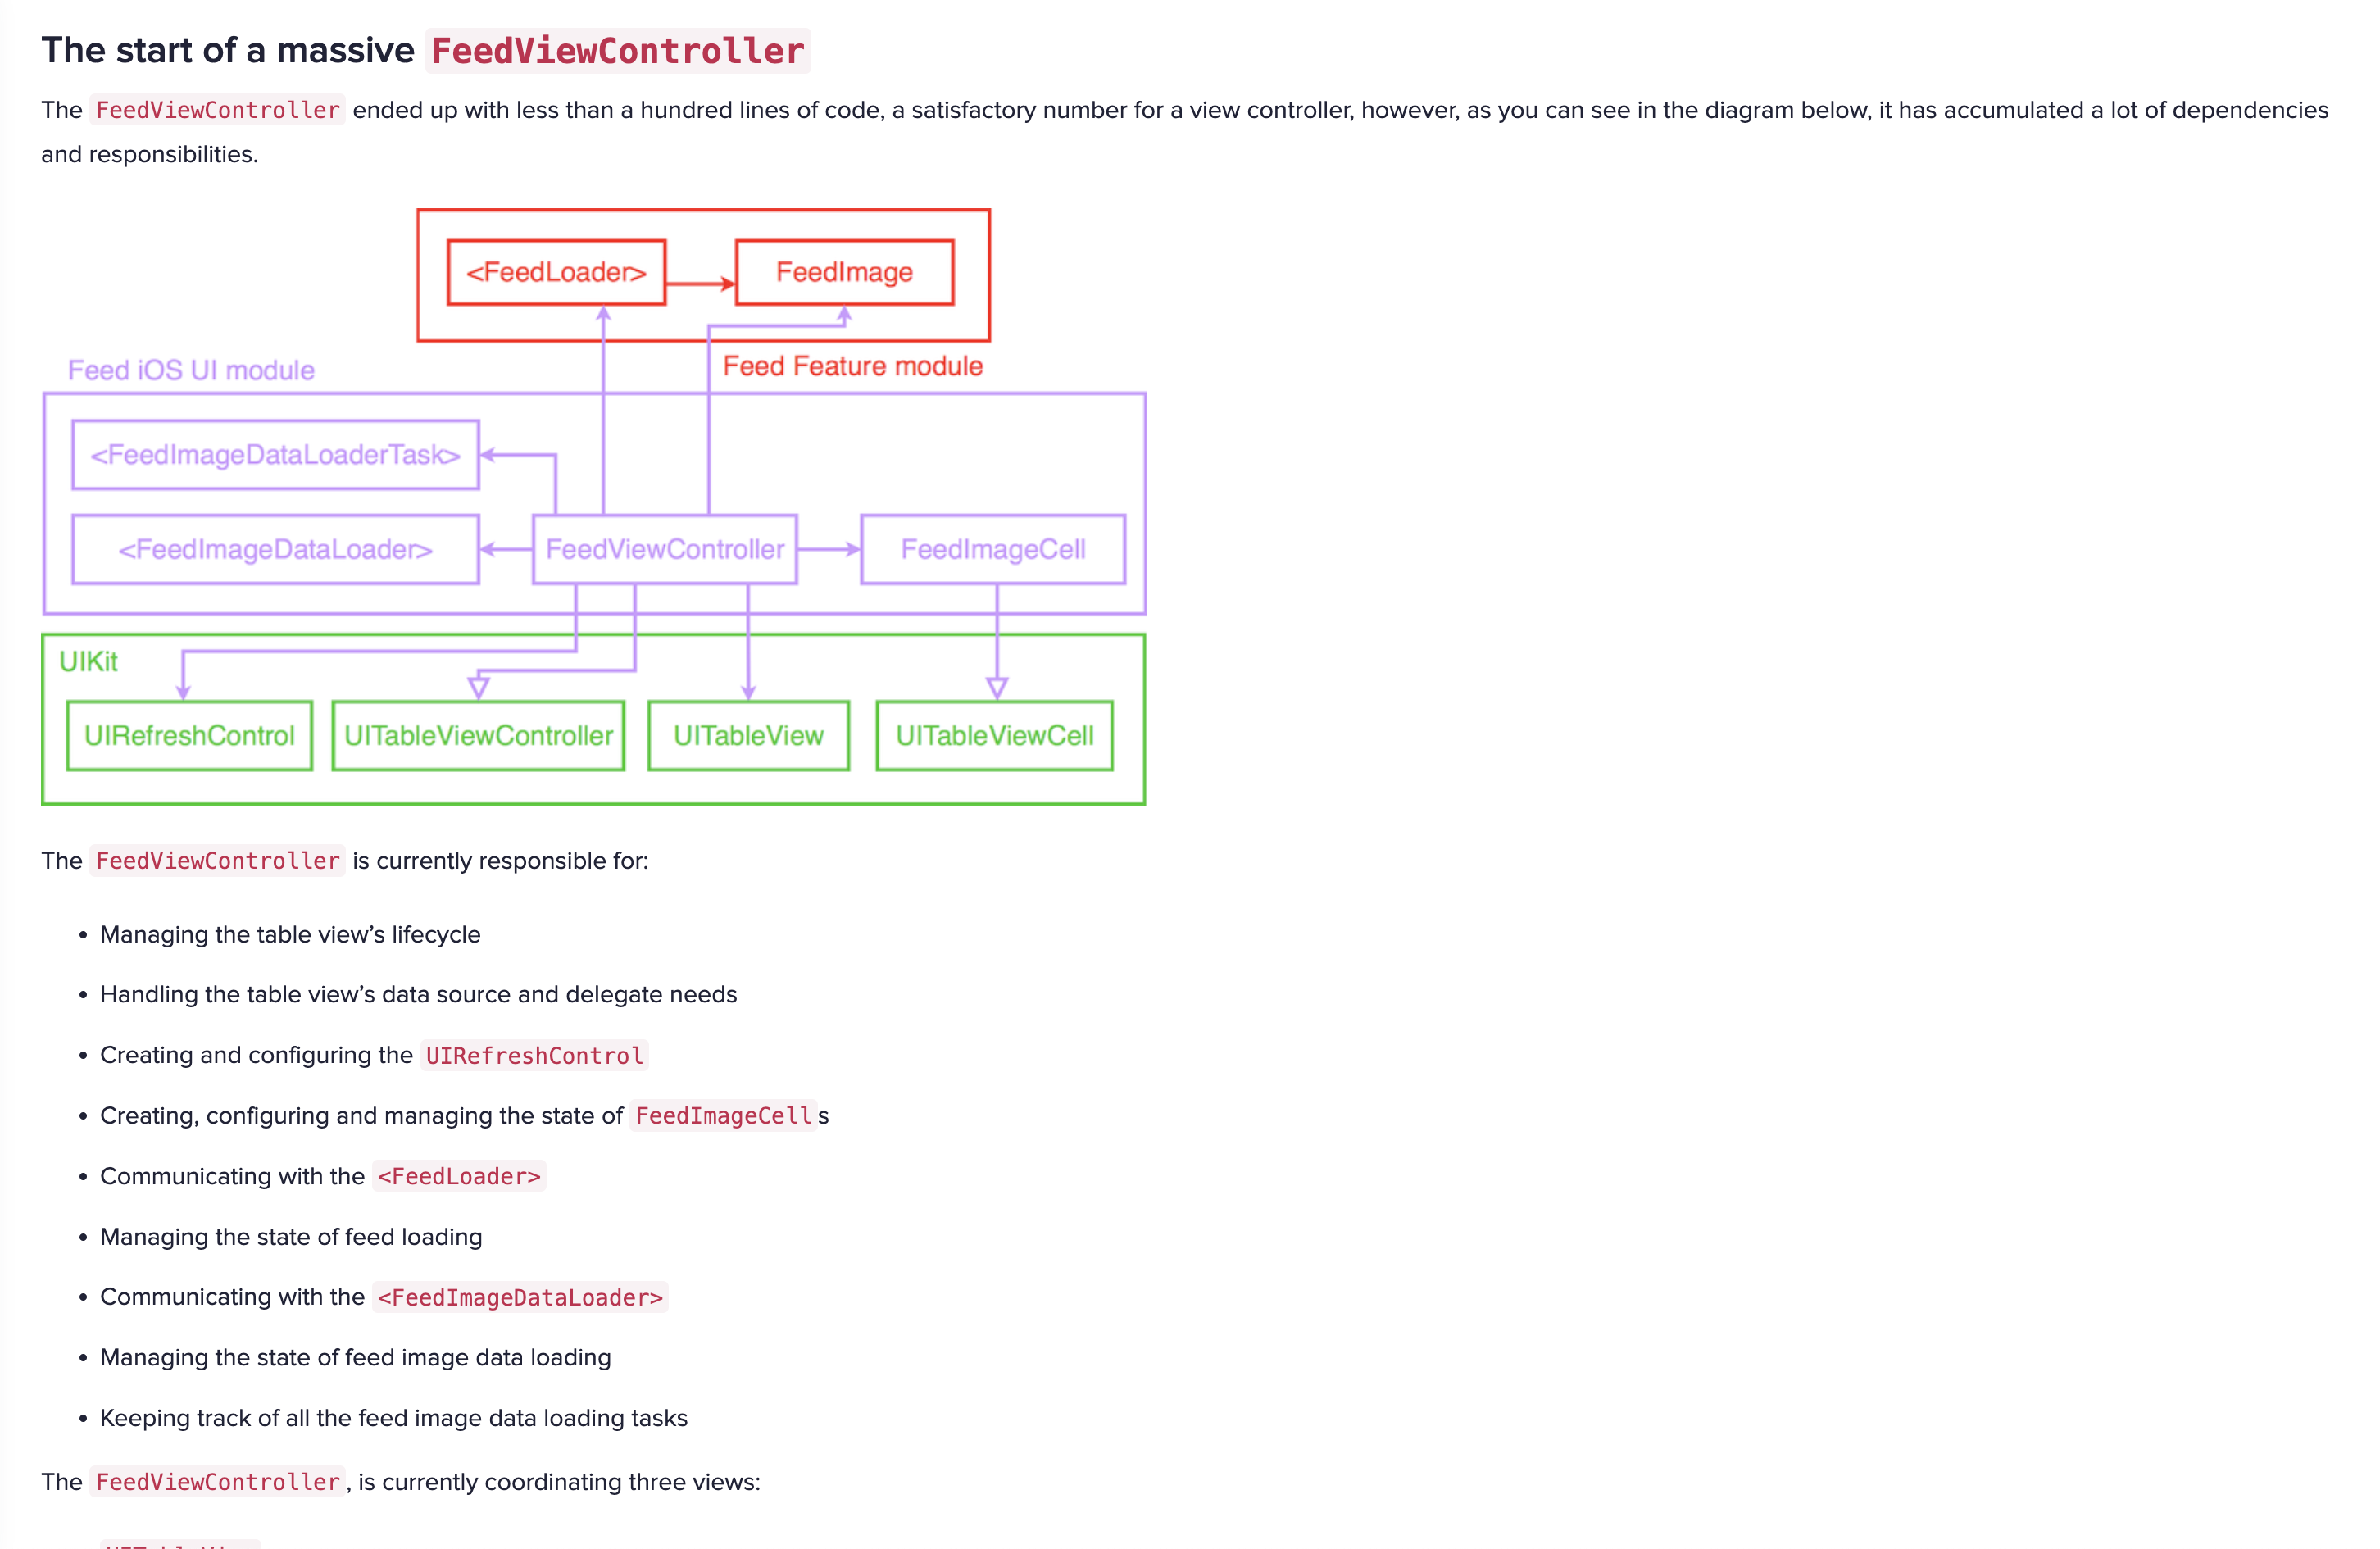 The start of a massive FeedViewController
The FeedViewController ended up with less than a hundred lines of code, a satisfactory number for a view controller, however, as you can see in the diagram below, it has accumulated a lot of dependencies
and responsibilities.
<FeedLoader>
FeedImage
Feed iOS UI module
Feed Feature module
<FeedImageDataLoaderTask>
<FeedImageDataLoader>
FeedViewController
FeedImageCell
UIKit
UIRefreshControl
UITableViewController
UITableView
UITableViewCell
The FeedViewController is currently responsible for:
• Managing the table view’s lifecycle
• Handling the table view’s data source and delegate needs
• Creating and configuring the UIRefreshControl
• Creating, configuring and managing the state of FeedImageCells
• Communicating with the <FeedLoader>
• Managing the state of feed loading
• Communicating with the <FeedImageDataLoader>
• Managing the state of feed image data loading
• Keeping track of all the feed image data loading tasks
The FeedViewController, is currently coordinating three views: